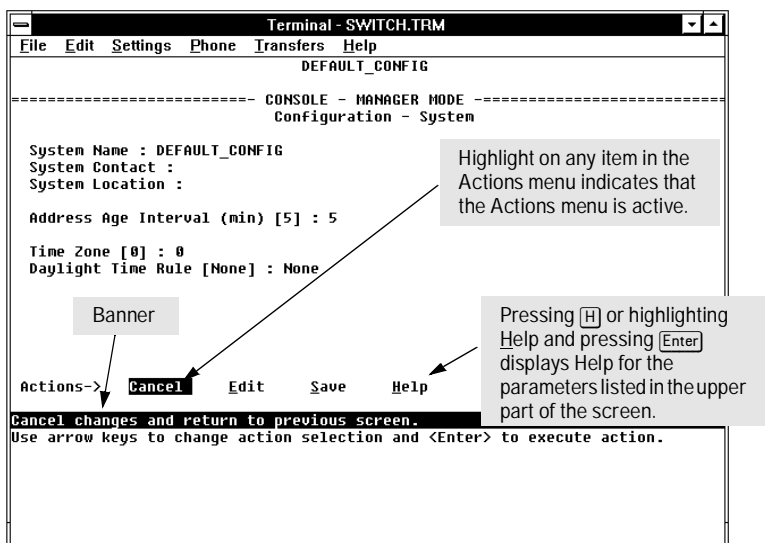 Terminal - SWITCH.TRM
File Edit Settings Phone Transfers Help
DEFAULT_CONFIG
==========================- CONSOLE - MANAGER MODE -==========================
Configuration - System
System Name : DEFAULT_CONFIG
System Contact :
System Location :
Address Age Interval (min) [5] : 5
Time Zone [0] : 0
Daylight Time Rule [None] : None
Highlight on any item in the
Actions menu indicates that
the Actions menu is active.
Banner
Pressing H or highlighting
Help and pressing Enter
displays Help for the
parameters listed in the upper
part of the screen.
Actions-> Cancel Edit Save Help
Cancel changes and return to previous screen.
Use arrow keys to change action selection and <Enter> to execute action.